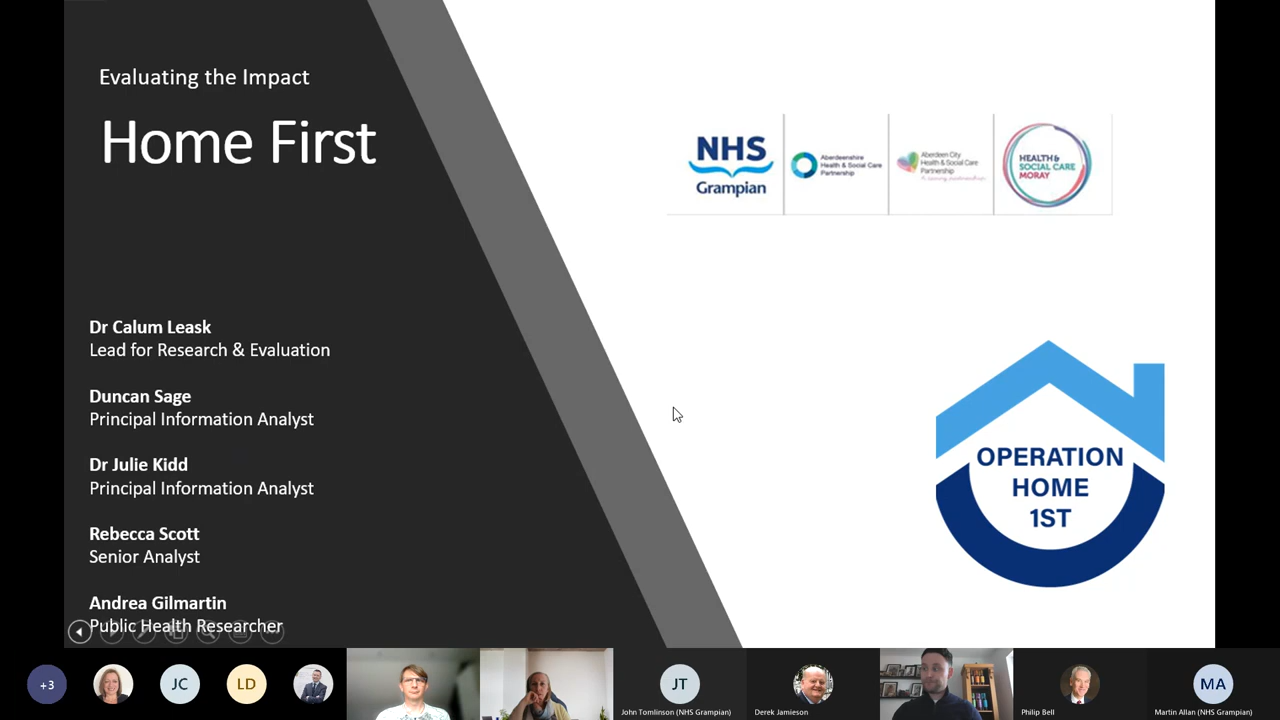 Evaluating the Impact
Home First
NHS
Grampian
Aberdeenshire
Health & Social Care
Partnership
Aberdeen City
Health & Social Care
Partnership
HEALTH &
SOCIAL CARE
MORAY
Dr Calum Leask
Lead for Research & Evaluation
Duncan Sage
Principal Information Analyst
Dr Julie Kidd
Principal Information Analyst
Rebecca Scott
Senior Analyst
Andrea Gilmartin
Public Health Researcher
OPERATION
HOME
1ST
+3
JC
LD
JT
John Tomlinson (NHS Grampian)
Derek Jamieson
Philip Bell
MA
Martin Allan (NHS Grampian)